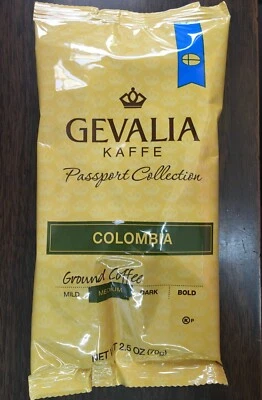 GEVALIA
KAFFE
Passport Collection
COLOMBIA
Ground Coffee
MILD MEDIUM DARK BOLD
K P
NET WT 2.5 OZ (70g)